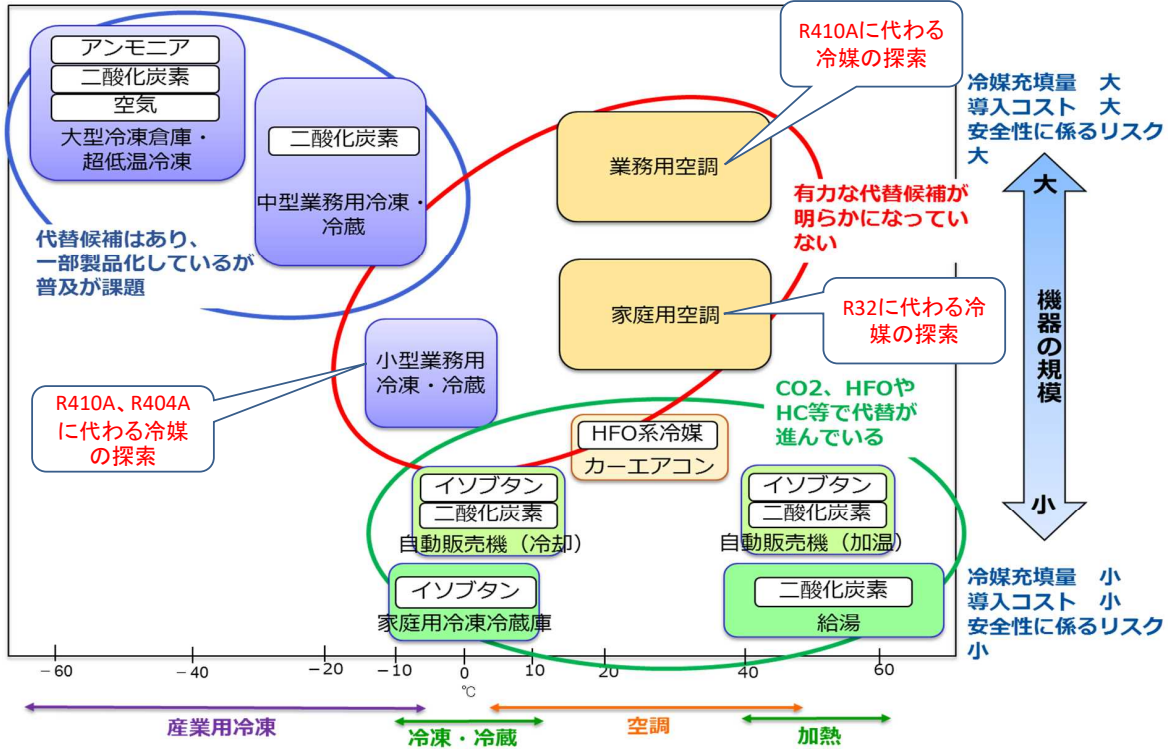 アンモニア
二酸化炭素
空気
大型冷凍倉庫・
超低温冷凍
二酸化炭素
中型業務用冷凍・
冷蔵
代替候補はあり、
一部製品化しているが
普及が課題
R410Aに代わる
冷媒の探索
業務用空調
有力な代替候補が
明らかになってい
ない
家庭用空調
R32に代わる冷
媒の探索
小型業務用
冷凍・冷蔵
R410A、R404A
に代わる冷媒
の探索
CO2、HFOや
HC等で代替が
進んでいる
HFO系冷媒
カーエアコン
イソブタン
二酸化炭素
自動販売機（冷却）
イソブタン
二酸化炭素
自動販売機（加温）
イソブタン
家庭用冷凍冷蔵庫
二酸化炭素
給湯
冷媒充填量　大
導入コスト　大
安全性に係るリスク
大
大
機器の規模
小
冷媒充填量　小
導入コスト　小
安全性に係るリスク
小
−60
−20
−10
0
10
20
40
60
℃
産業用冷凍
冷凍・冷蔵
空調
加熱